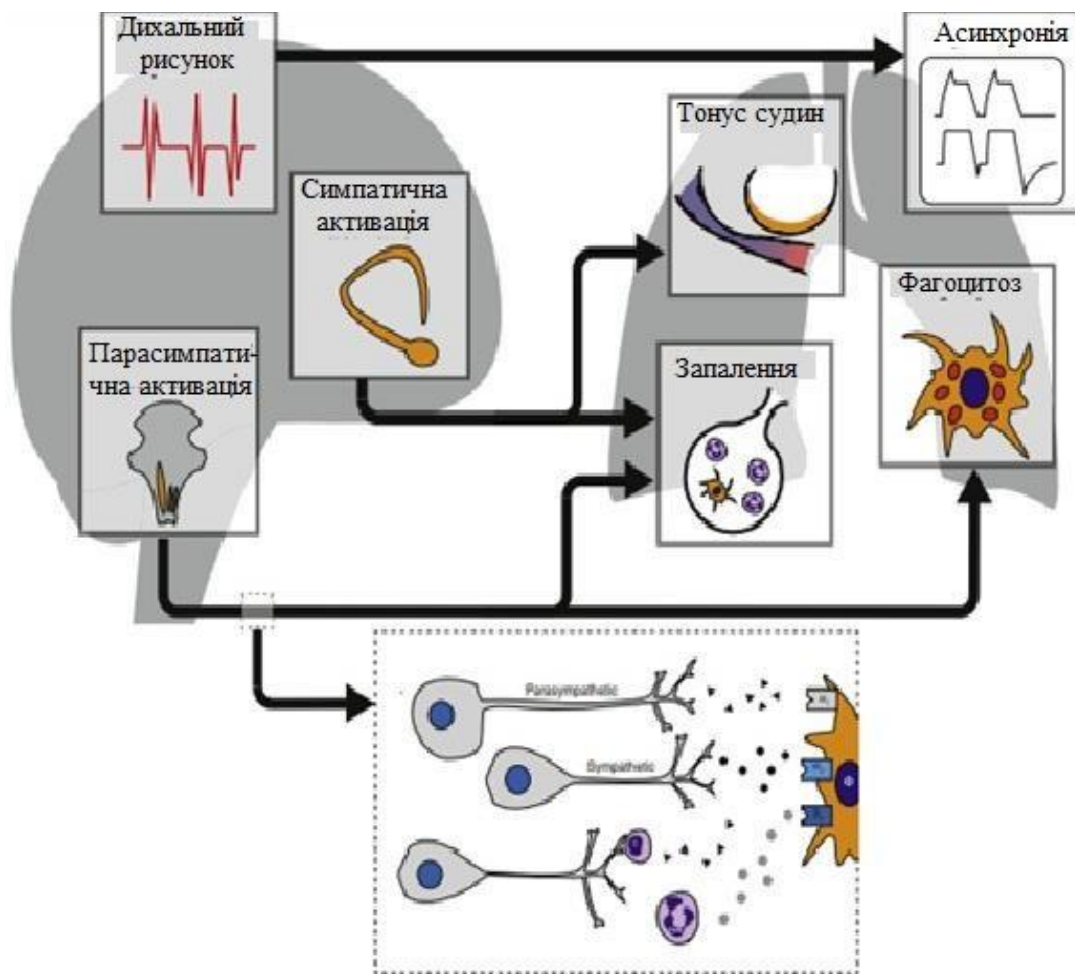 Дихальний
рисунок
Асинхронія
Тонус судин
Симпатична
активація
Фагоцитоз
Парасимпати-
чна активація
Запалення
Parasympathetic
Sympathetic